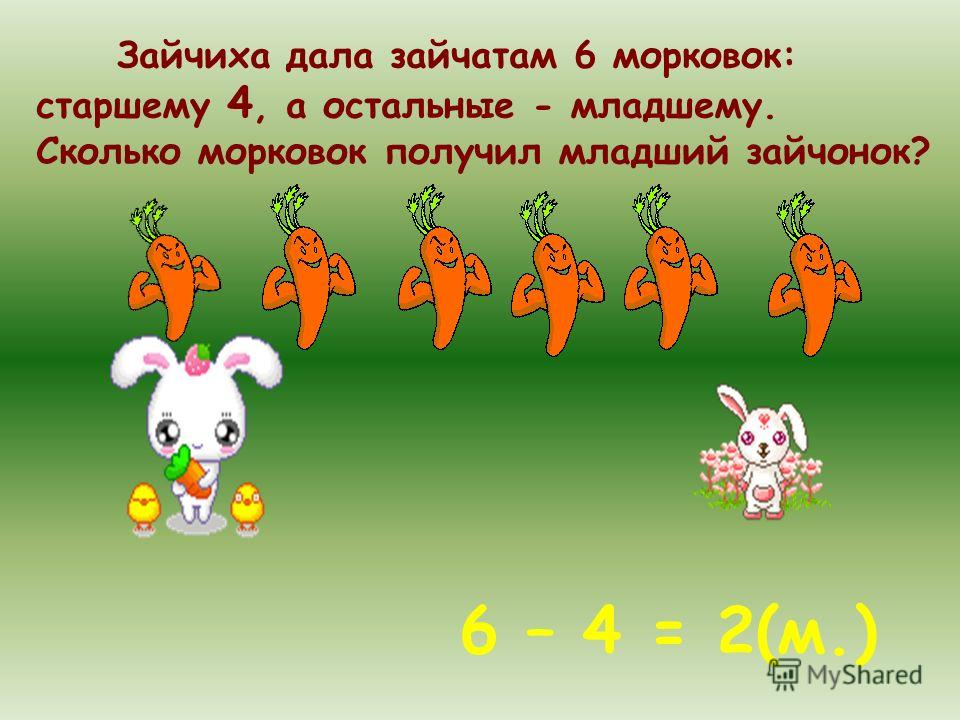 Зайчиха дала зайчатам 6 морковок:
старшему 4, а остальные - младшему.
Сколько морковок получил младший зайчонок?
6 – 4 = 2(м.)
MyShared